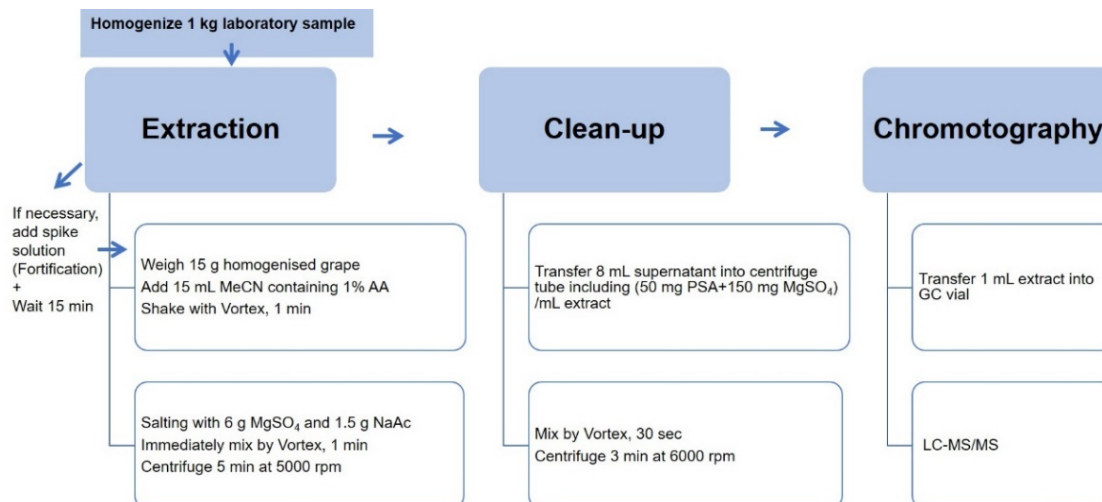 Homogenize 1 kg laboratory sample
Extraction
If necessary,
add spike
solution
(Fortification)
+
Wait 15 min
Weigh 15 g homogenised grape
Add 15 mL MeCN containing 1% AA
Shake with Vortex, 1 min
Salting with 6 g MgSO₄ and 1.5 g NaAc
Immediately mix by Vortex, 1 min
Centrifuge 5 min at 5000 rpm
Clean-up
Transfer 8 mL supernatant into centrifuge
tube including (50 mg PSA+150 mg MgSO₄)
/mL extract
Mix by Vortex, 30 sec
Centrifuge 3 min at 6000 rpm
Chromotography
Transfer 1 mL extract into
GC vial
LC-MS/MS